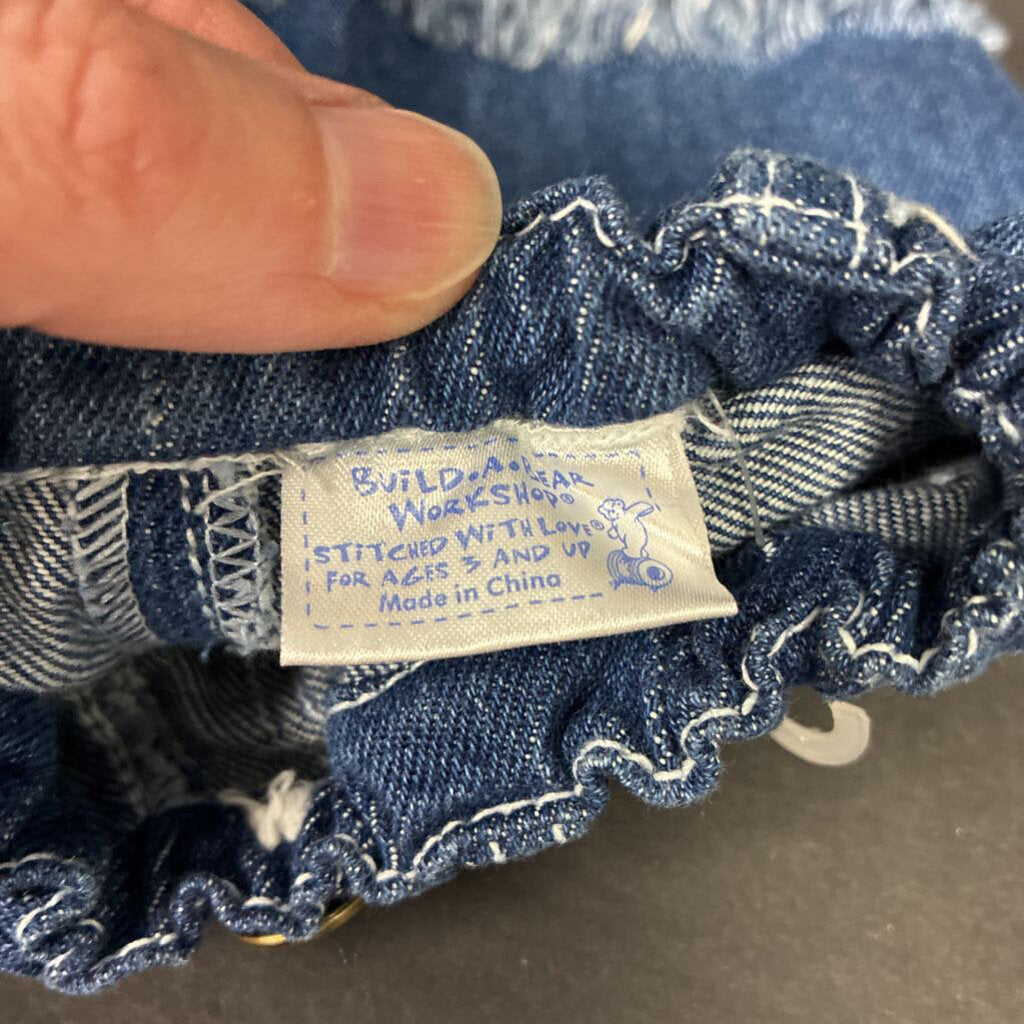 BUILD-A-BEAR
WORKSHOP®
STITCHED WITH LOVE®
FOR AGES 3 AND UP
Made in China